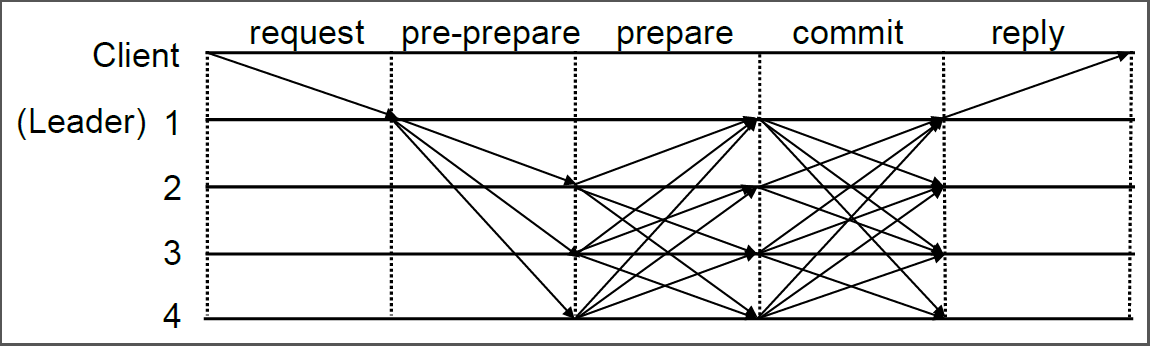 request pre-prepare prepare commit reply
Client
(Leader) 1
2
3
4